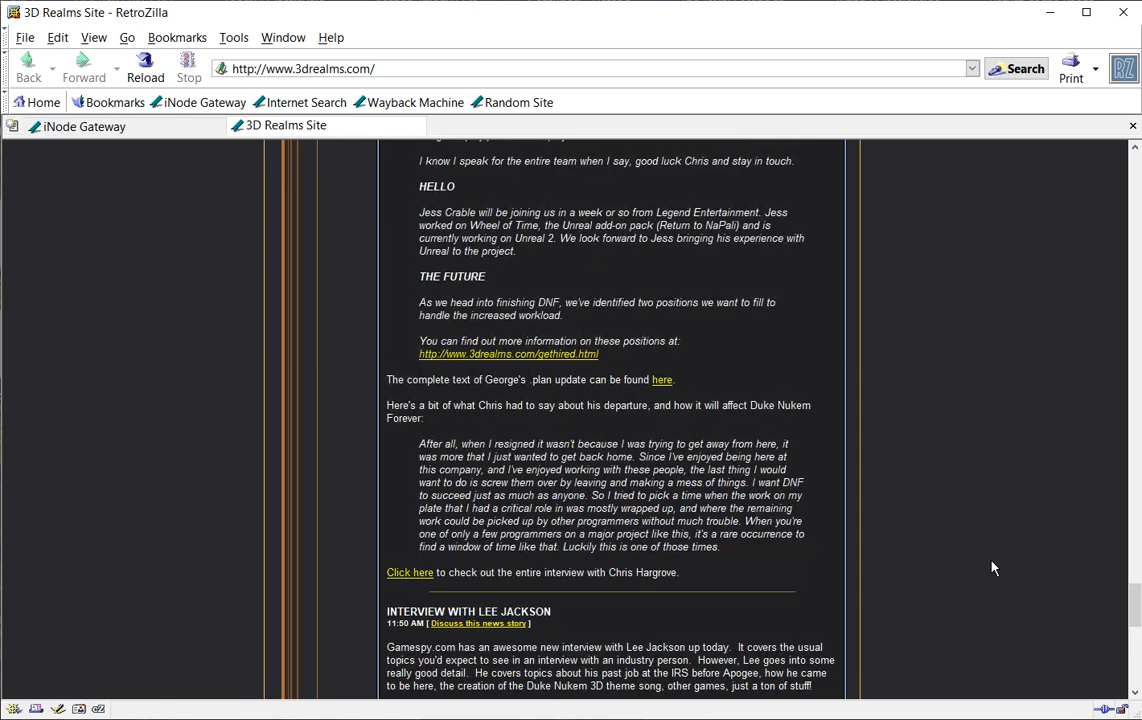 3D Realms Site - RetroZilla
File Edit View Go Bookmarks Tools Window Help
Back Forward Reload Stop http://www.3drealms.com/ Search Print RZ
Home Bookmarks iNode Gateway Internet Search Wayback Machine Random Site
iNode Gateway 3D Realms Site
I know I speak for the entire team when I say, good luck Chris and stay in touch.
HELLO
Jess Crable will be joining us in a week or so from Legend Entertainment. Jess
worked on Wheel of Time, the Unreal add-on pack (Return to NaPali) and is
currently working on Unreal 2. We look forward to Jess bringing his experience with
Unreal to the project.
THE FUTURE
As we head into finishing DNF, we've identified two positions we want to fill to
handle the increased workload.
You can find out more information on these positions at:
http://www.3drealms.com/gethired.html
The complete text of George's .plan update can be found here.
Here's a bit of what Chris had to say about his departure, and how it will affect Duke Nukem
Forever:
After all, when I resigned it wasn't because I was trying to get away from here, it
was more that I just wanted to get back home. Since I've enjoyed being here at
this company, and I've enjoyed working with these people, the last thing I would
want to do is screw them over by leaving and making a mess of things. I want DNF
to succeed just as much as anyone. So I tried to pick a time when the work on my
plate that I had a critical role in was mostly wrapped up, and where the remaining
work could be picked up by other programmers without much trouble. When you're
one of only a few programmers on a major project like this, it's a rare occurrence to
find a window of time like that. Luckily this is one of those times.
Click here to check out the entire interview with Chris Hargrove.
INTERVIEW WITH LEE JACKSON
11:50 AM [ Discuss this news story ]
Gamespy.com has an awesome new interview with Lee Jackson up today. It covers the usual
topics you'd expect to see in an interview with an industry person. However, Lee goes into some
really good detail. He covers topics about his past job at the IRS before Apogee, how he came
to be here, the creation of the Duke Nukem 3D theme song, other games, just a ton of stuff!